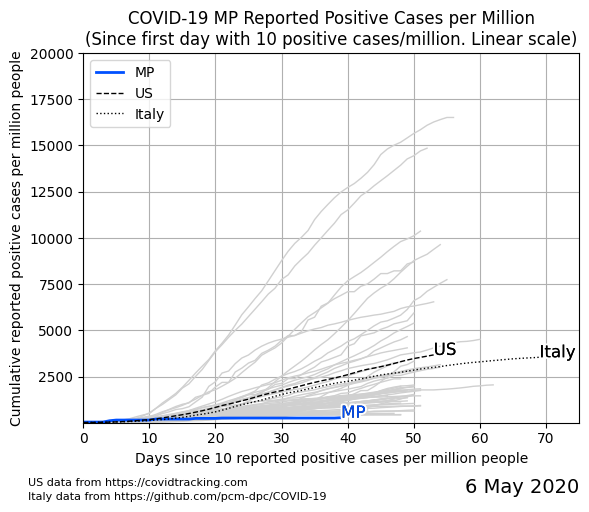 COVID-19 MP Reported Positive Cases per Million
(Since first day with 10 positive cases/million. Linear scale)
Cumulative reported positive cases per million people
20000
17500
15000
12500
10000
7500
5000
2500
MP
US
Italy
US
Italy
MP
0 10 20 30 40 50 60 70
Days since 10 reported positive cases per million people
US data from https://covidtracking.com
Italy data from https://github.com/pcm-dpc/COVID-19
6 May 2020